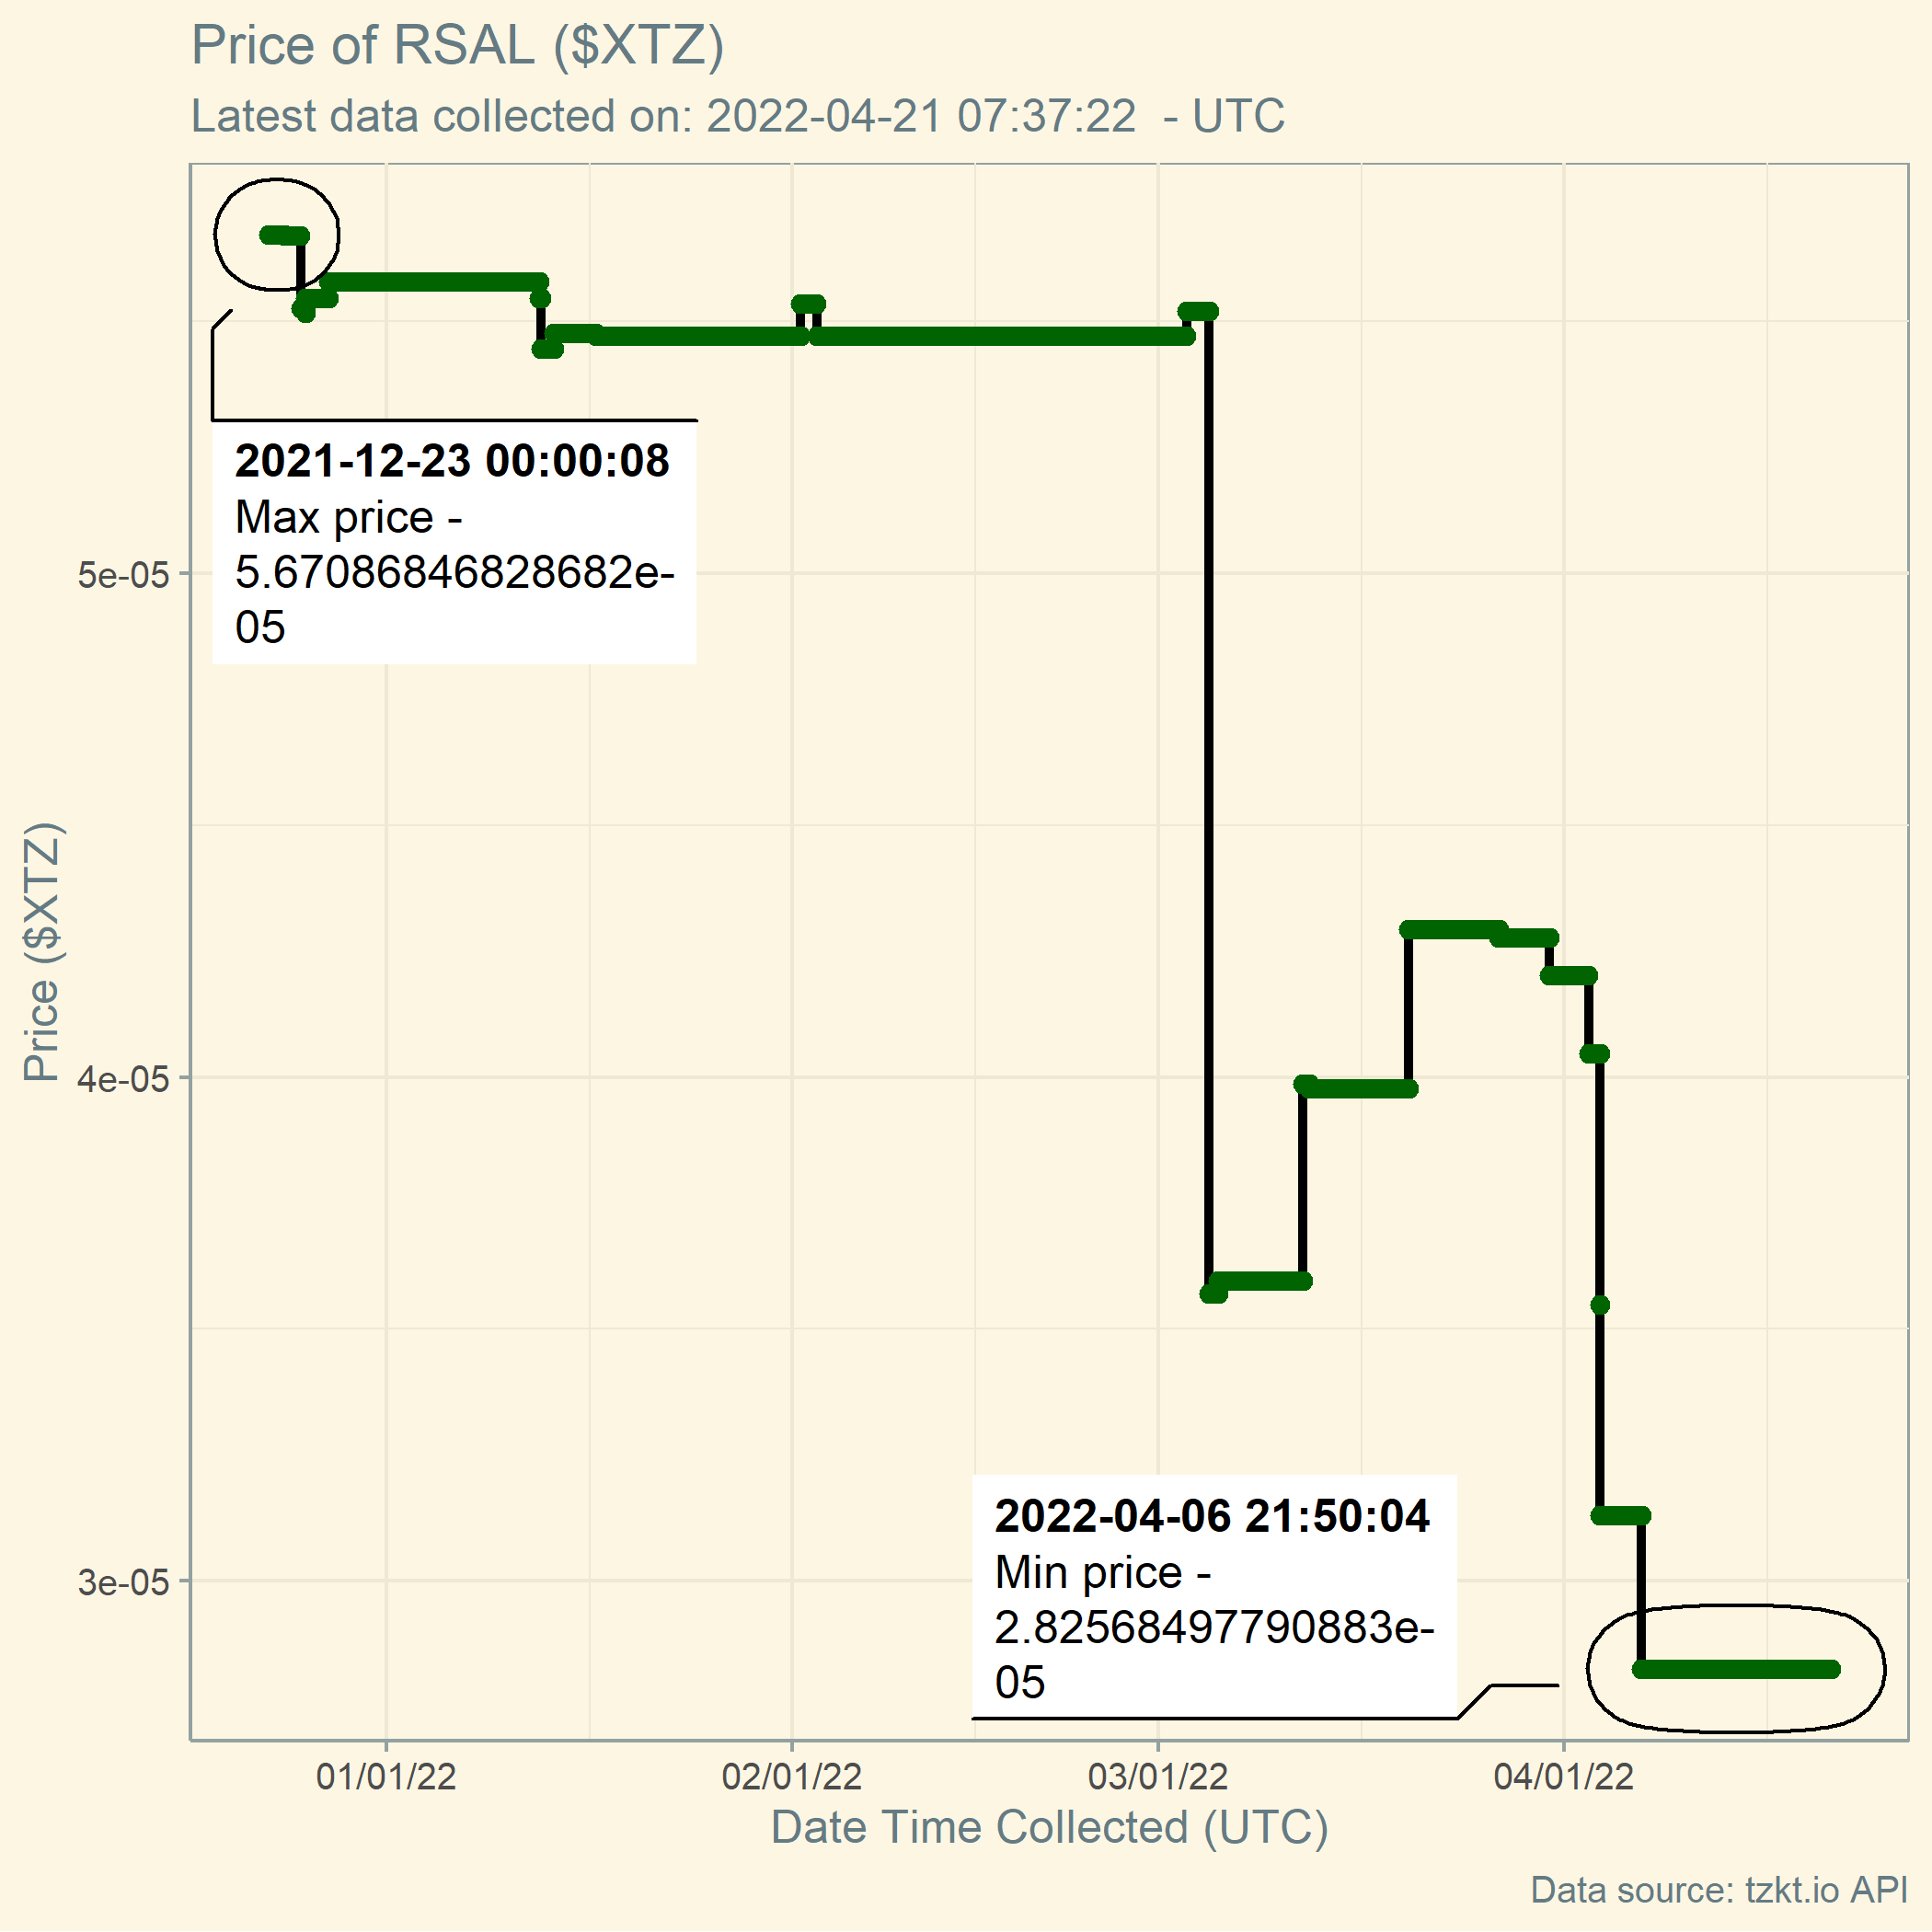 Price of RSAL ($XTZ)
Latest data collected on: 2022-04-21 07:37:22  - UTC
2021-12-23 00:00:08
Max price -
5.67086846828682e-
05
5e-05
Price ($XTZ)
4e-05
2022-04-06 21:50:04
Min price -
2.82568497790883e-
05
3e-05
01/01/22
02/01/22
03/01/22
04/01/22
Date Time Collected (UTC)
Data source: tzkt.io API